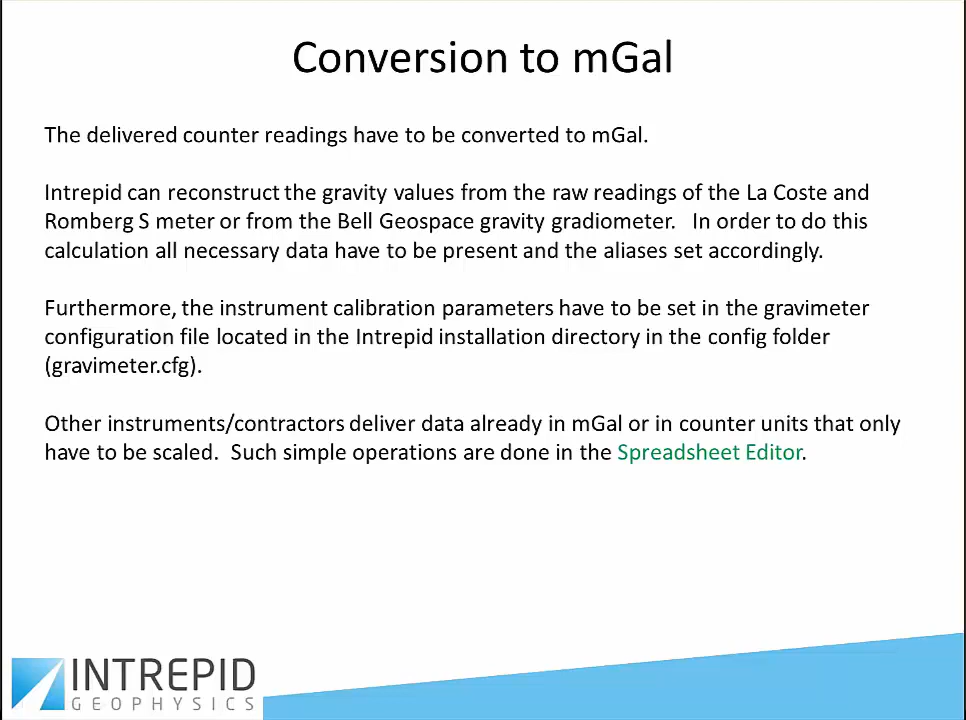 Conversion to mGal
The delivered counter readings have to be converted to mGal.
Intrepid can reconstruct the gravity values from the raw readings of the La Coste and
Romberg S meter or from the Bell Geospace gravity gradiometer.   In order to do this
calculation all necessary data have to be present and the aliases set accordingly.
Furthermore, the instrument calibration parameters have to be set in the gravimeter
configuration file located in the Intrepid installation directory in the config folder
(gravimeter.cfg).
Other instruments/contractors deliver data already in mGal or in counter units that only
have to be scaled.  Such simple operations are done in the Spreadsheet Editor.
INTREPID
GEOPHYSICS